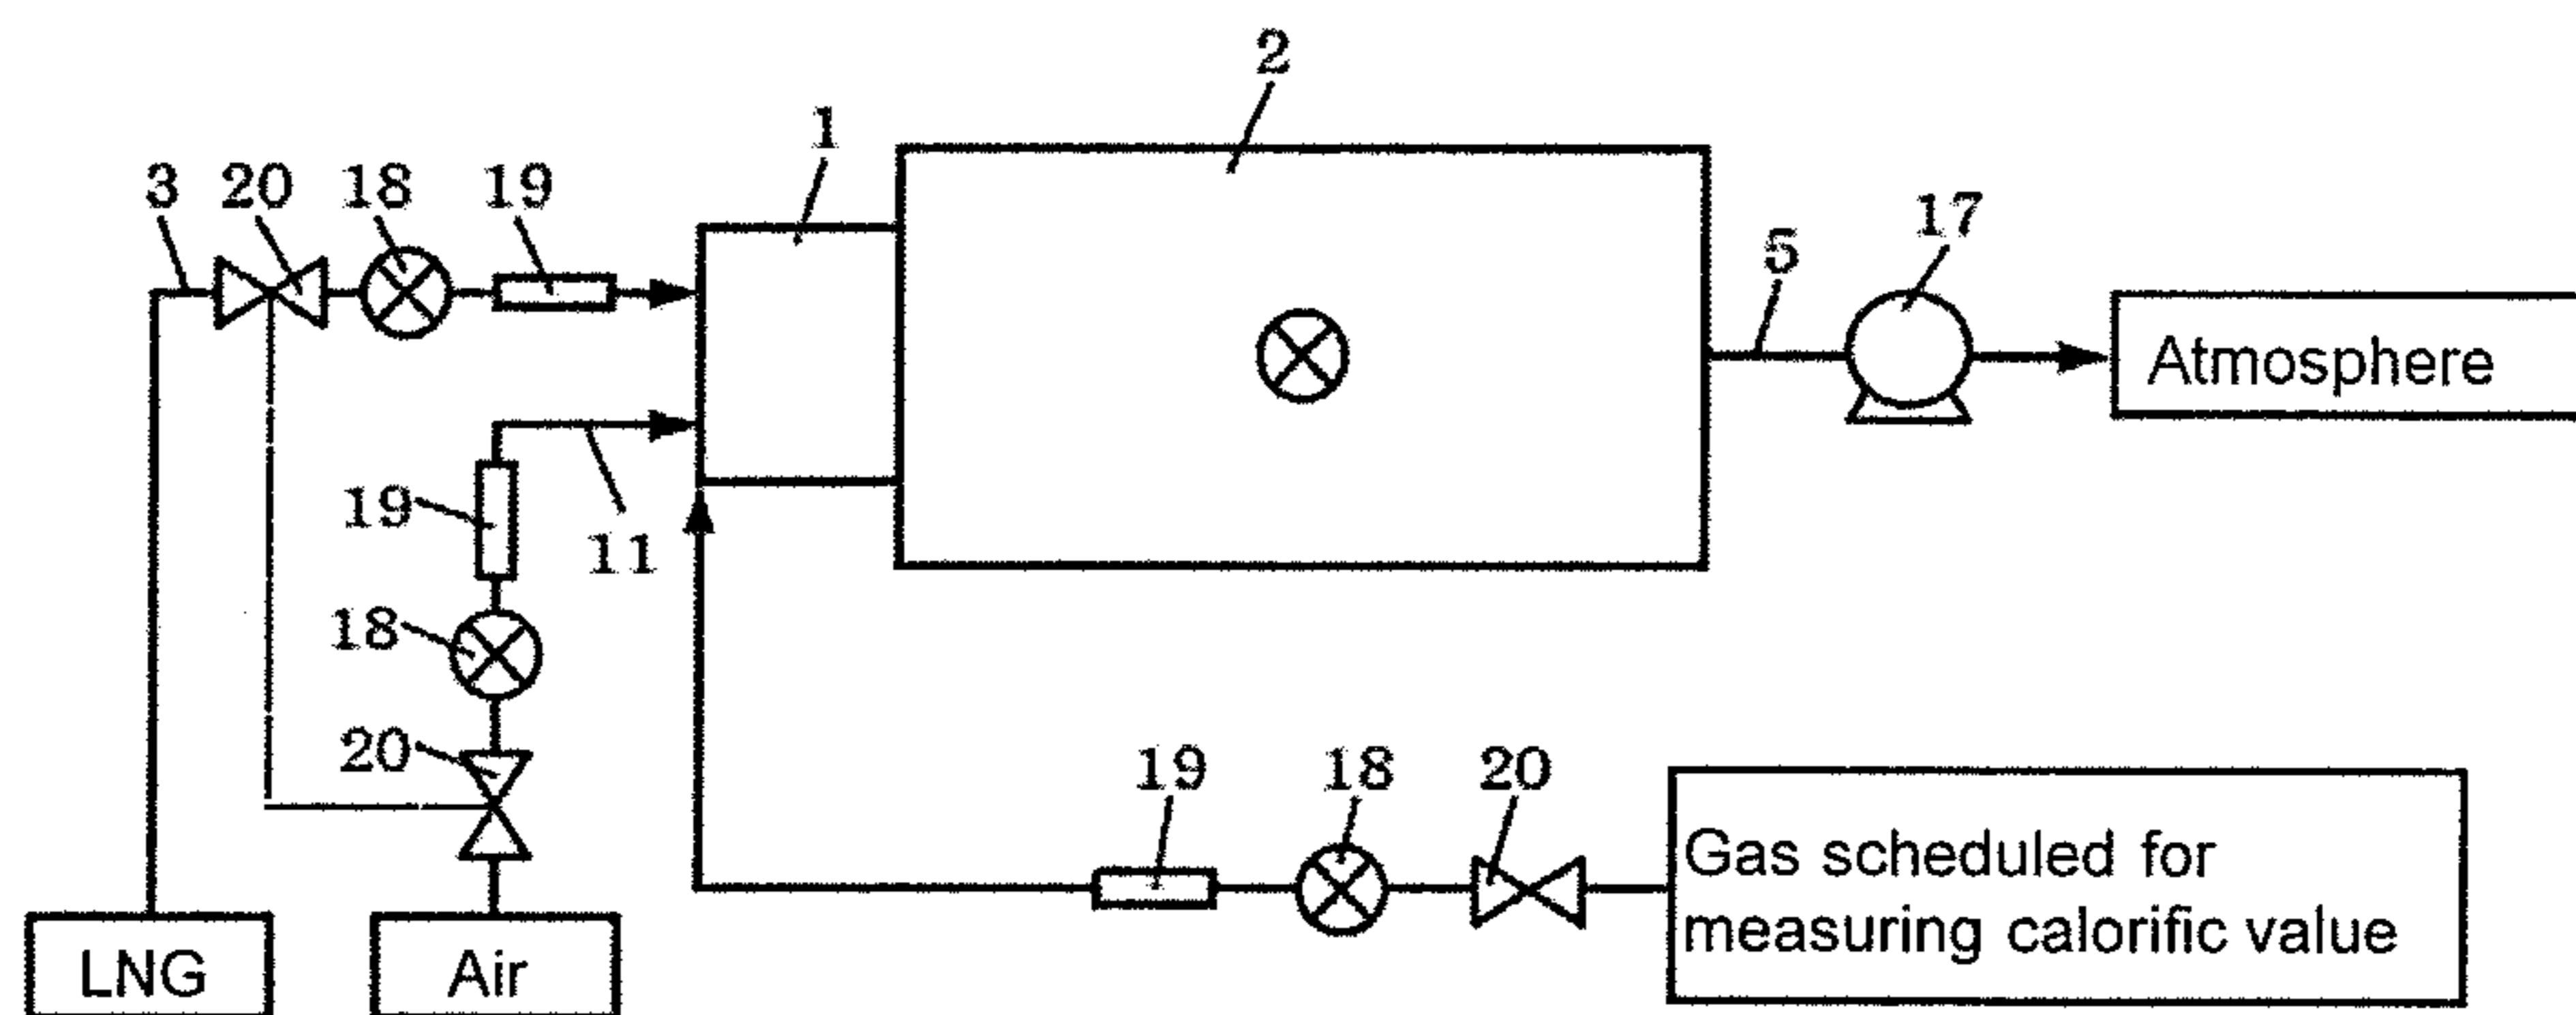 2
1
3 20 18 19
17
5
Atmosphere
19
11
18
20
19 18 20
Gas scheduled for
measuring calorific value
LNG
Air